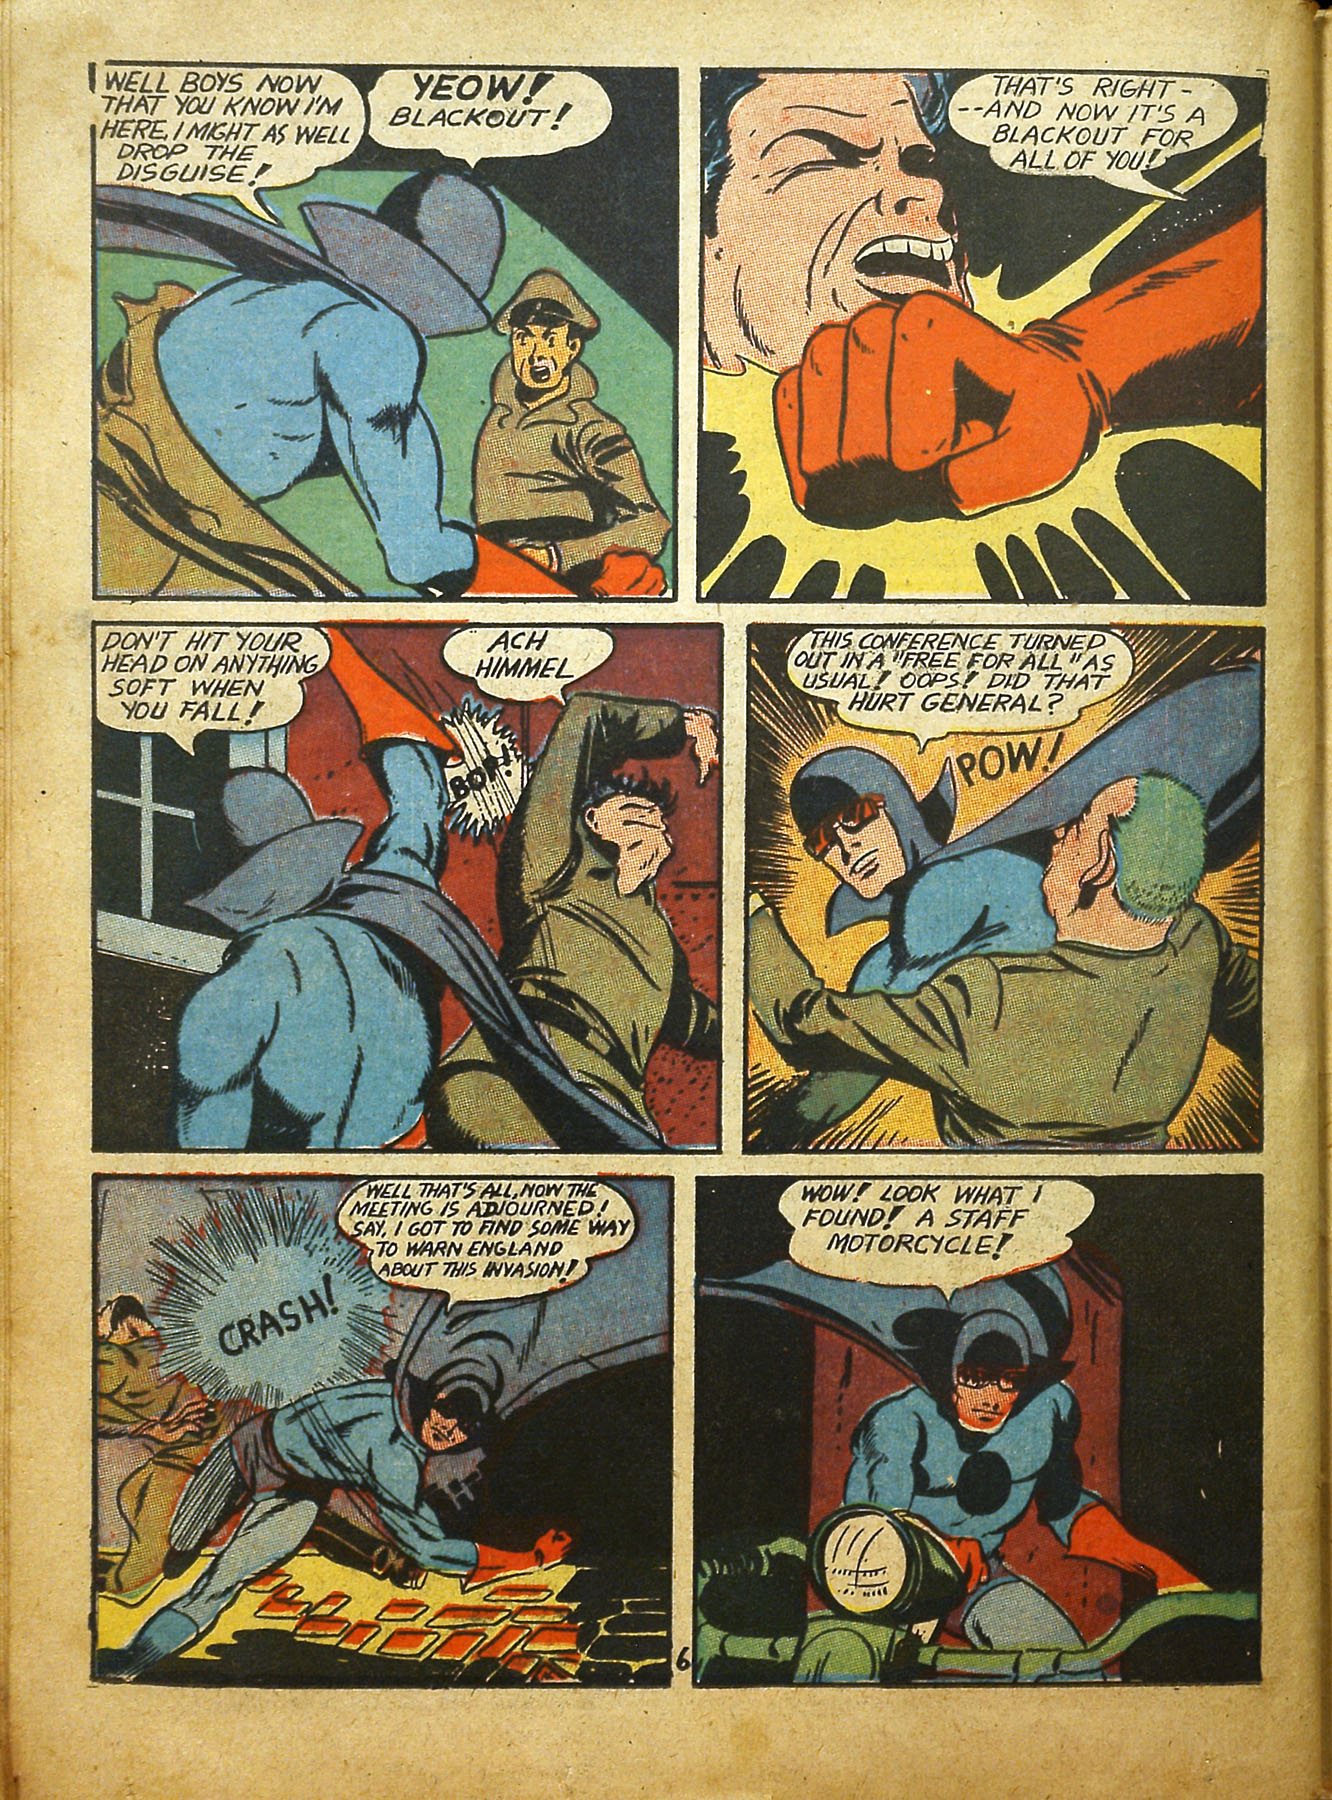 WELL BOYS NOW
THAT YOU KNOW I'M
HERE, I MIGHT AS WELL
DROP THE
DISGUISE!
YEOW!
BLACKOUT!
THAT'S RIGHT -
--AND NOW IT'S A
BLACKOUT FOR
ALL OF YOU!
DON'T HIT YOUR
HEAD ON ANYTHING
SOFT WHEN
YOU FALL!
BOP!
ACH
HIMMEL
THIS CONFERENCE TURNED
OUT IN A "FREE FOR ALL" AS
USUAL! OOPS! DID THAT
HURT GENERAL?
POW!
WELL THAT'S ALL, NOW THE
MEETING IS ADJOURNED!
SAY, I GOT TO FIND SOME WAY
TO WARN ENGLAND
ABOUT THIS INVASION!
CRASH!
WOW! LOOK WHAT I
FOUND! A STAFF
MOTORCYCLE!
6